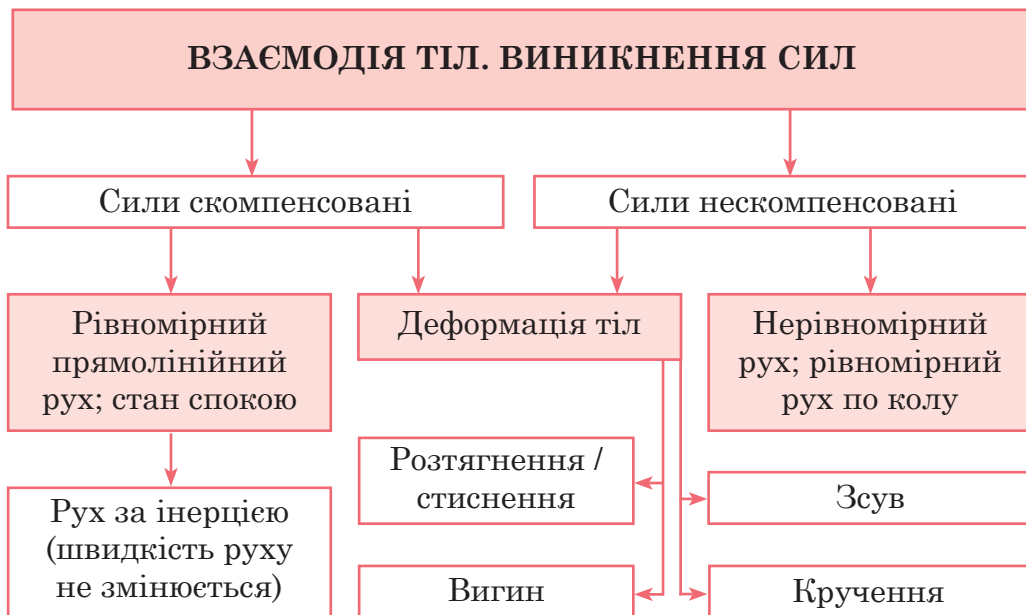 ВЗАЄМОДІЯ ТІЛ. ВИНИКНЕННЯ СИЛ
Сили скомпенсовані
Сили нескомпенсовані
Рівномірний
прямолінійний
рух; стан спокою
Деформація тіл
Нерівномірний
рух; рівномірний
рух по колу
Рух за інерцією
(швидкість руху
не змінюється)
Розтягнення /
стиснення
Зсув
Вигин
Кручення